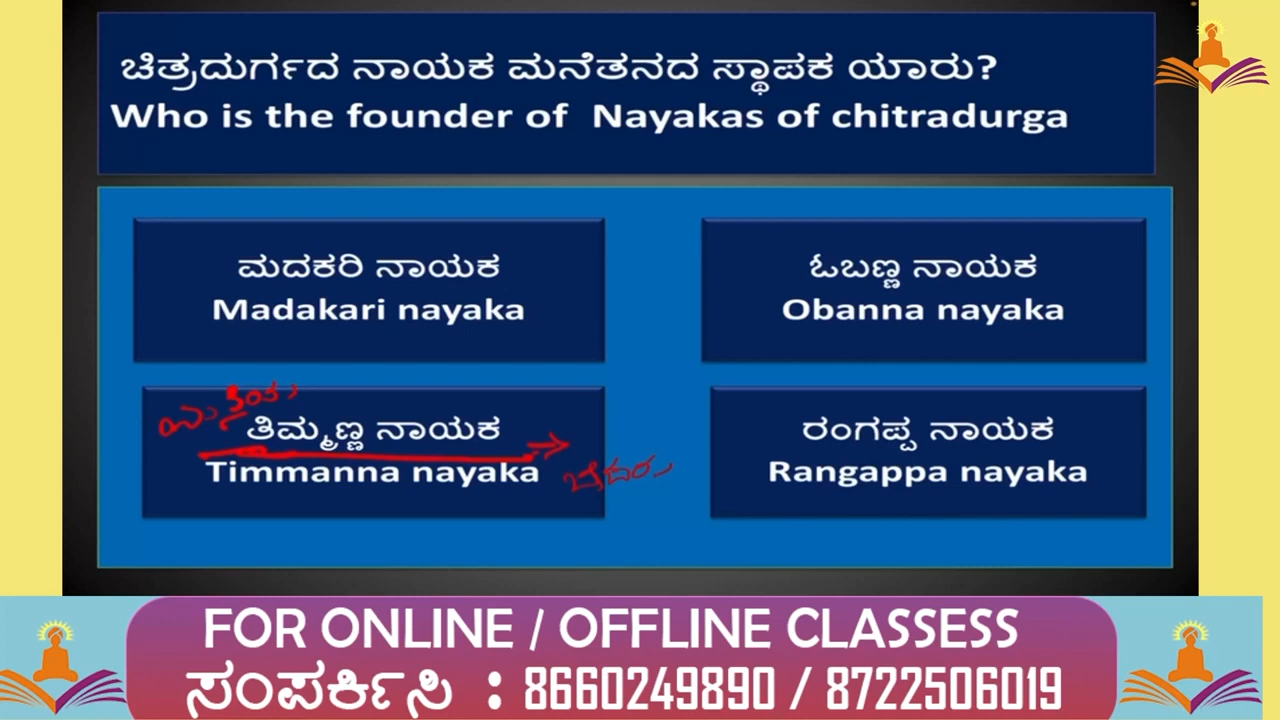 ಚಿತ್ರದುರ್ಗದ ನಾಯಕ ಮನೆತನದ ಸ್ಥಾಪಕ ಯಾರು?
Who is the founder of Nayakas of chitradurga
ಮದಕರಿ ನಾಯಕ
Madakari nayaka
ಓಬಣ್ಣ ನಾಯಕ
Obanna nayaka
ತಿಮ್ಮಣ್ಣ ನಾಯಕ
Timmanna nayaka
ಬೇದರು
ರಂಗಪ್ಪ ನಾಯಕ
Rangappa nayaka
FOR ONLINE / OFFLINE CLASSESS
ಸಂಪರ್ಕಿಸಿ : 8660249890 / 8722506019